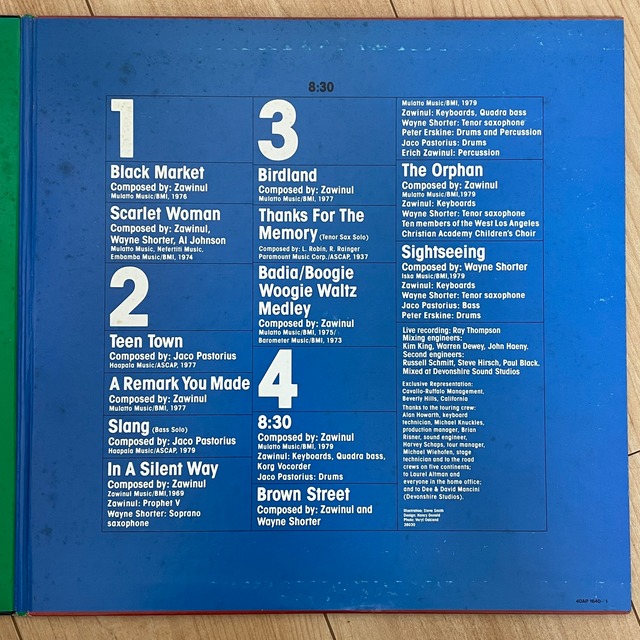 8:30
1
Black Market
Composed by: Zawinul
Mulatto Music/BMI, 1976
Scarlet Woman
Composed by: Zawinul,
Wayne Shorter, Al Johnson
Mulatto Music, Nefertiti Music,
Embamba Music/BMI, 1974
2
Teen Town
Composed by: Jaco Pastorius
Haapala Music/ASCAP, 1977
A Remark You Made
Composed by: Zawinul
Mulatto Music/BMI, 1977
Slang (Bass Solo)
Composed by: Jaco Pastorius
Haapala Music/ASCAP, 1979
In A Silent Way
Composed by: Zawinul
Zawinul Music/BMI,1969
Zawinul: Prophet V
Wayne Shorter: Soprano
saxophone
3
Birdland
Composed by: Zawinul
Mulatto Music/BMI, 1977
Thanks For The
Memory (Tenor Sax Solo)
Composed by: L. Robin, R. Rainger
Paramount Music Corp./ASCAP, 1937
Badia/Boogie
Woogie Waltz
Medley
Composed by: Zawinul
Mulatto Music/BMI, 1975/
Barometer Music/BMI, 1973
4
8:30
Composed by: Zawinul
Mulatto Music/BMI, 1979
Zawinul: Keyboards, Quadra bass,
Korg Vocorder
Jaco Pastorius: Drums
Brown Street
Composed by: Zawinul and
Wayne Shorter
Mulatto Music/BMI, 1979
Zawinul: Keyboards, Quadra bass
Wayne Shorter: Tenor saxophone
Peter Erskine: Drums and Percussion
Jaco Pastorius: Drums
Erich Zawinul: Percussion
The Orphan
Composed by: Zawinul
Mulatto Music/BMI,1979
Zawinul: Keyboards
Wayne Shorter: Tenor saxophone
Ten members of the West Los Angeles
Christian Academy Children's Choir
Sightseeing
Composed by: Wayne Shorter
Iska Music/BMI,1979
Zawinul: Keyboards
Wayne Shorter: Tenor saxophone
Jaco Pastorius: Bass
Peter Erskine: Drums
Live recording: Ray Thompson
Mixing engineers:
Kim King, Warren Dewey, John Haeny.
Second engineers:
Russell Schmitt, Steve Hirsch, Paul Black.
Mixed at Devonshire Sound Studios
Exclusive Representation:
Cavallo-Ruffalo Management,
Beverly Hills, California
Thanks to the touring crew:
Alan Howarth, keyboard
technician, Michael Knuckles,
production manager, Brian
Risner, sound engineer,
Harvey Schaps, tour manager,
Michael Wiehofen, stage
technician and to the road
crews on five continents;
to Laurel Altman and
everyone in the home office;
and to Dee & David Mancini
(Devonshire Studios).
Illustration: Steve Smith
Design: Nancy Donald
Photo: Veryl Oakland
36030
40AP 1640-1